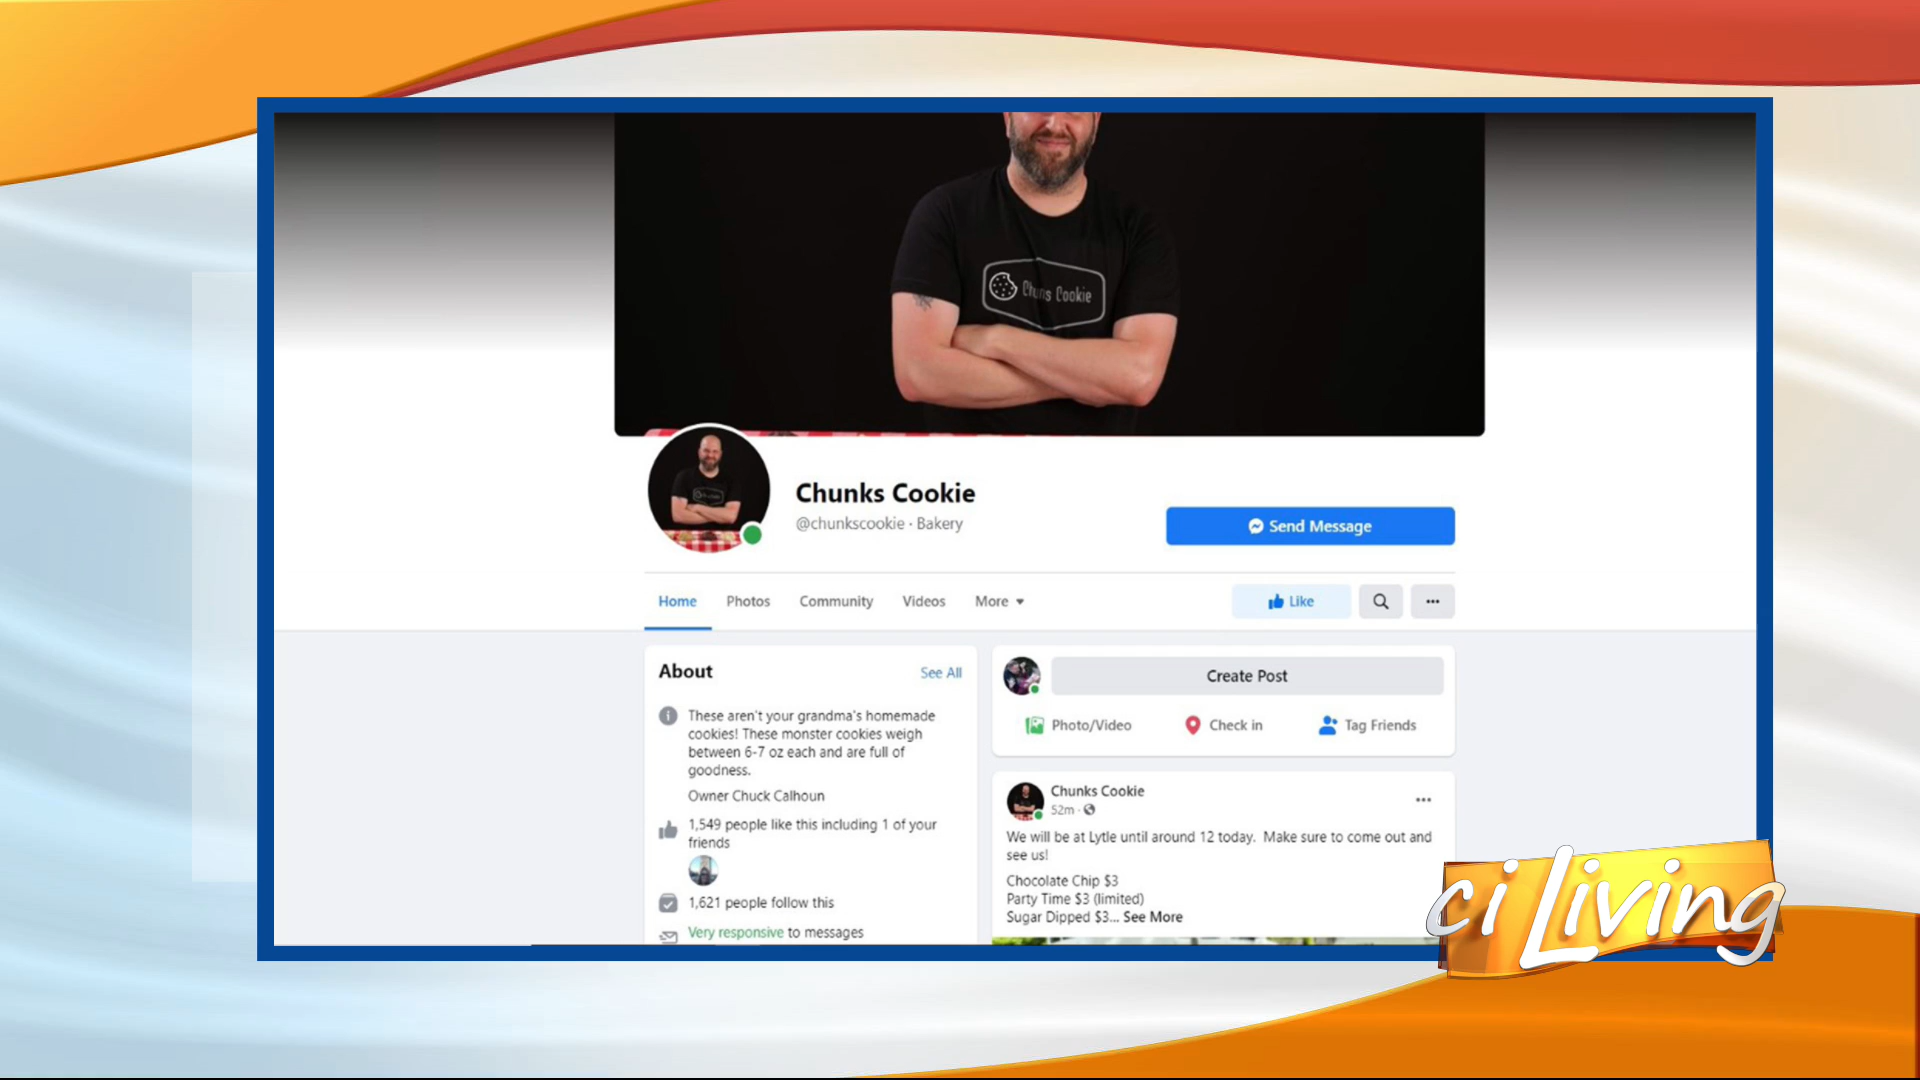 Chunks Cookie
Chunks Cookie
@chunkscookie · Bakery
Send Message
Home
Photos
Community
Videos
More
Like
About
See All
These aren't your grandma's homemade
cookies! These monster cookies weigh
between 6-7 oz each and are full of
goodness.
Owner Chuck Calhoun
1,549 people like this including 1 of your
friends
1,621 people follow this
Very responsive to messages
Create Post
Photo/Video
Check in
Tag Friends
Chunks Cookie
52m ·
We will be at Lytle until around 12 today. Make sure to come out and
see us!
Chocolate Chip $3
Party Time $3 (limited)
Sugar Dipped $3... See More
ci Living